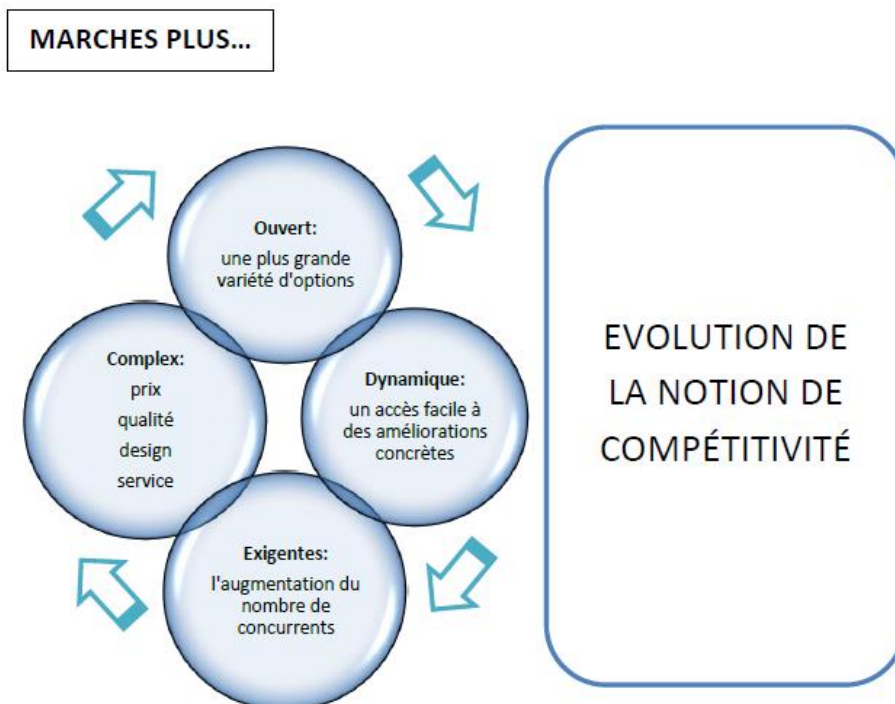 MARCHES PLUS...
Ouvert:
une plus grande
variété d'options
Complex:
prix
qualité
design
service
Dynamique:
un accès facile à
des améliorations
concrètes
Exigentes:
l'augmentation du
nombre de
concurrents
EVOLUTION DE
LA NOTION DE
COMPÉTITIVITÉ